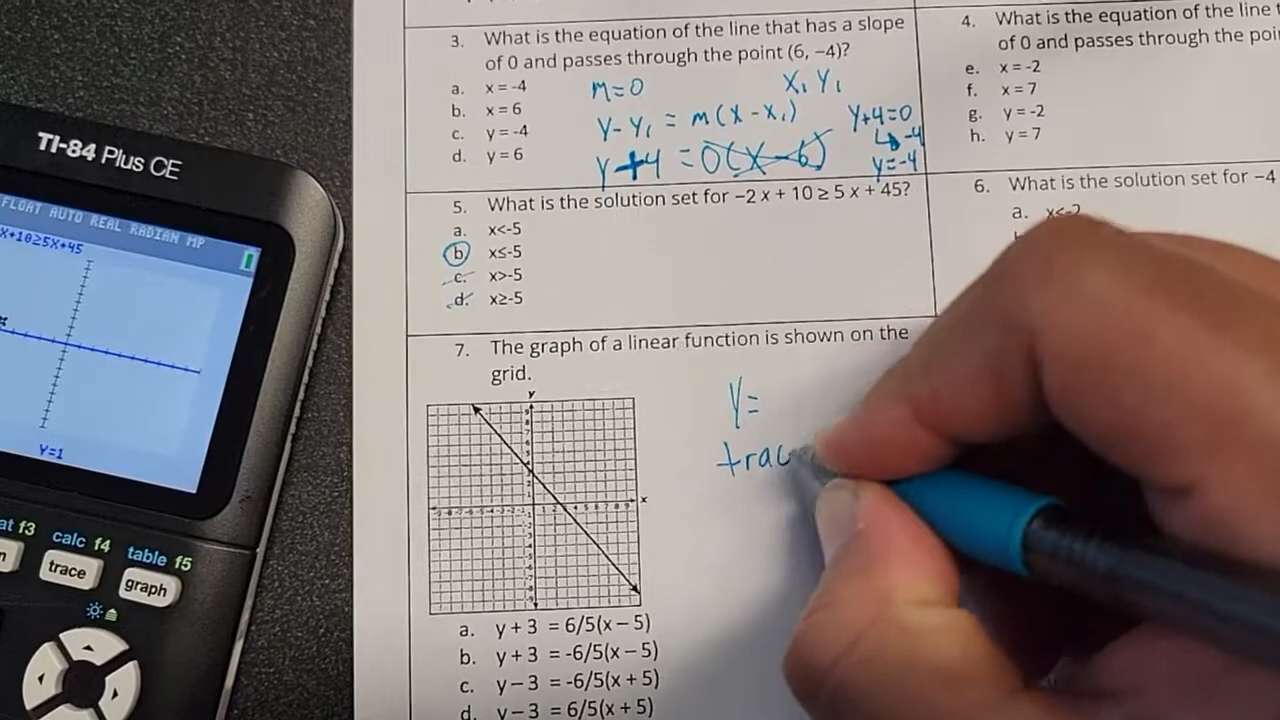 3. What is the equation of the line that has a slope
of 0 and passes through the point (6, −4)?
a. x = -4
b. x = 6
c. y = -4
d. y = 6
M=0
X₁ Y₁
Y-Y₁ = m(X-X₁)
Y+4 = 0(X-6)
Y+4=0
↳-4
Y=-4
4. What is the equation of the line
of 0 and passes through the
e. x = -2
f. x = 7
g. y = -2
h. y = 7
5. What is the solution set for −2 x + 10 ≥ 5 x + 45?
a. x<-5
b x≤-5
c. x>-5
d. x≥-5
6. What is the solution set for −4
a. x<-2
7. The graph of a linear function is shown on the
grid.
y
x
Y=
trac
a. y + 3 = 6/5(x − 5)
b. y + 3 = -6/5(x − 5)
c. y − 3 = -6/5(x + 5)
d. y − 3 = 6/5(x + 5)
TI-84 Plus CE
FLOAT AUTO REAL RADIAN MP
X+10≥5X+45
Y=1
f3
calc f4
table f5
trace
graph